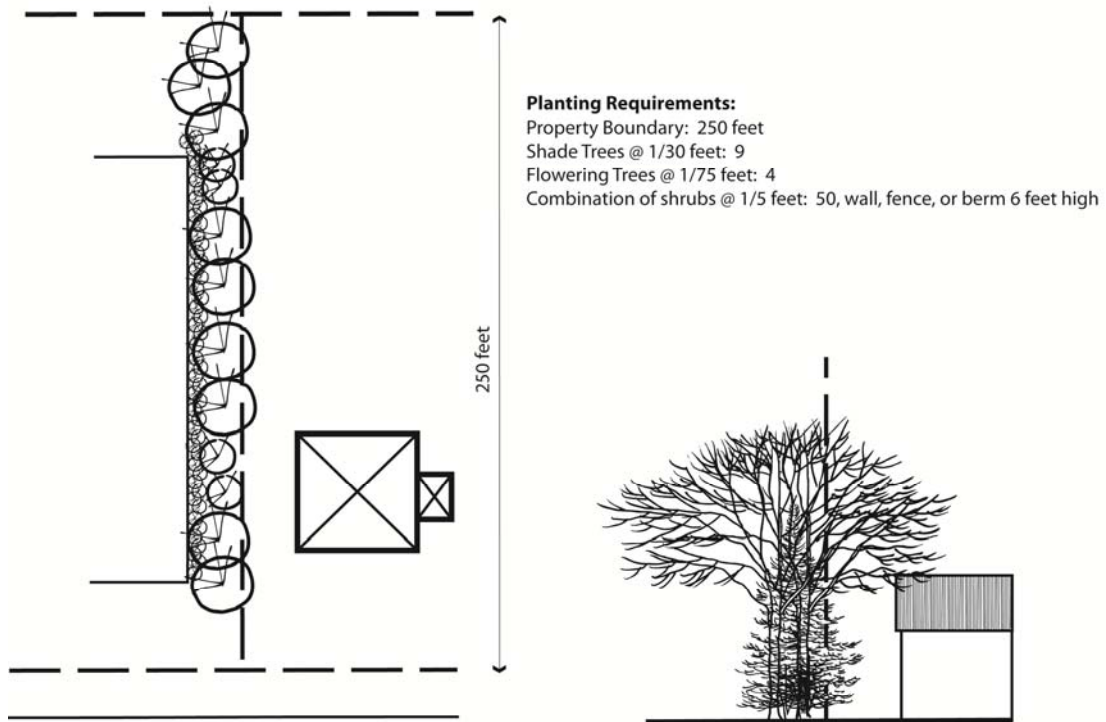 Planting Requirements:
Property Boundary: 250 feet
Shade Trees @ 1/30 feet: 9
Flowering Trees @ 1/75 feet: 4
Combination of shrubs @ 1/5 feet: 50, wall, fence, or berm 6 feet high
250 feet